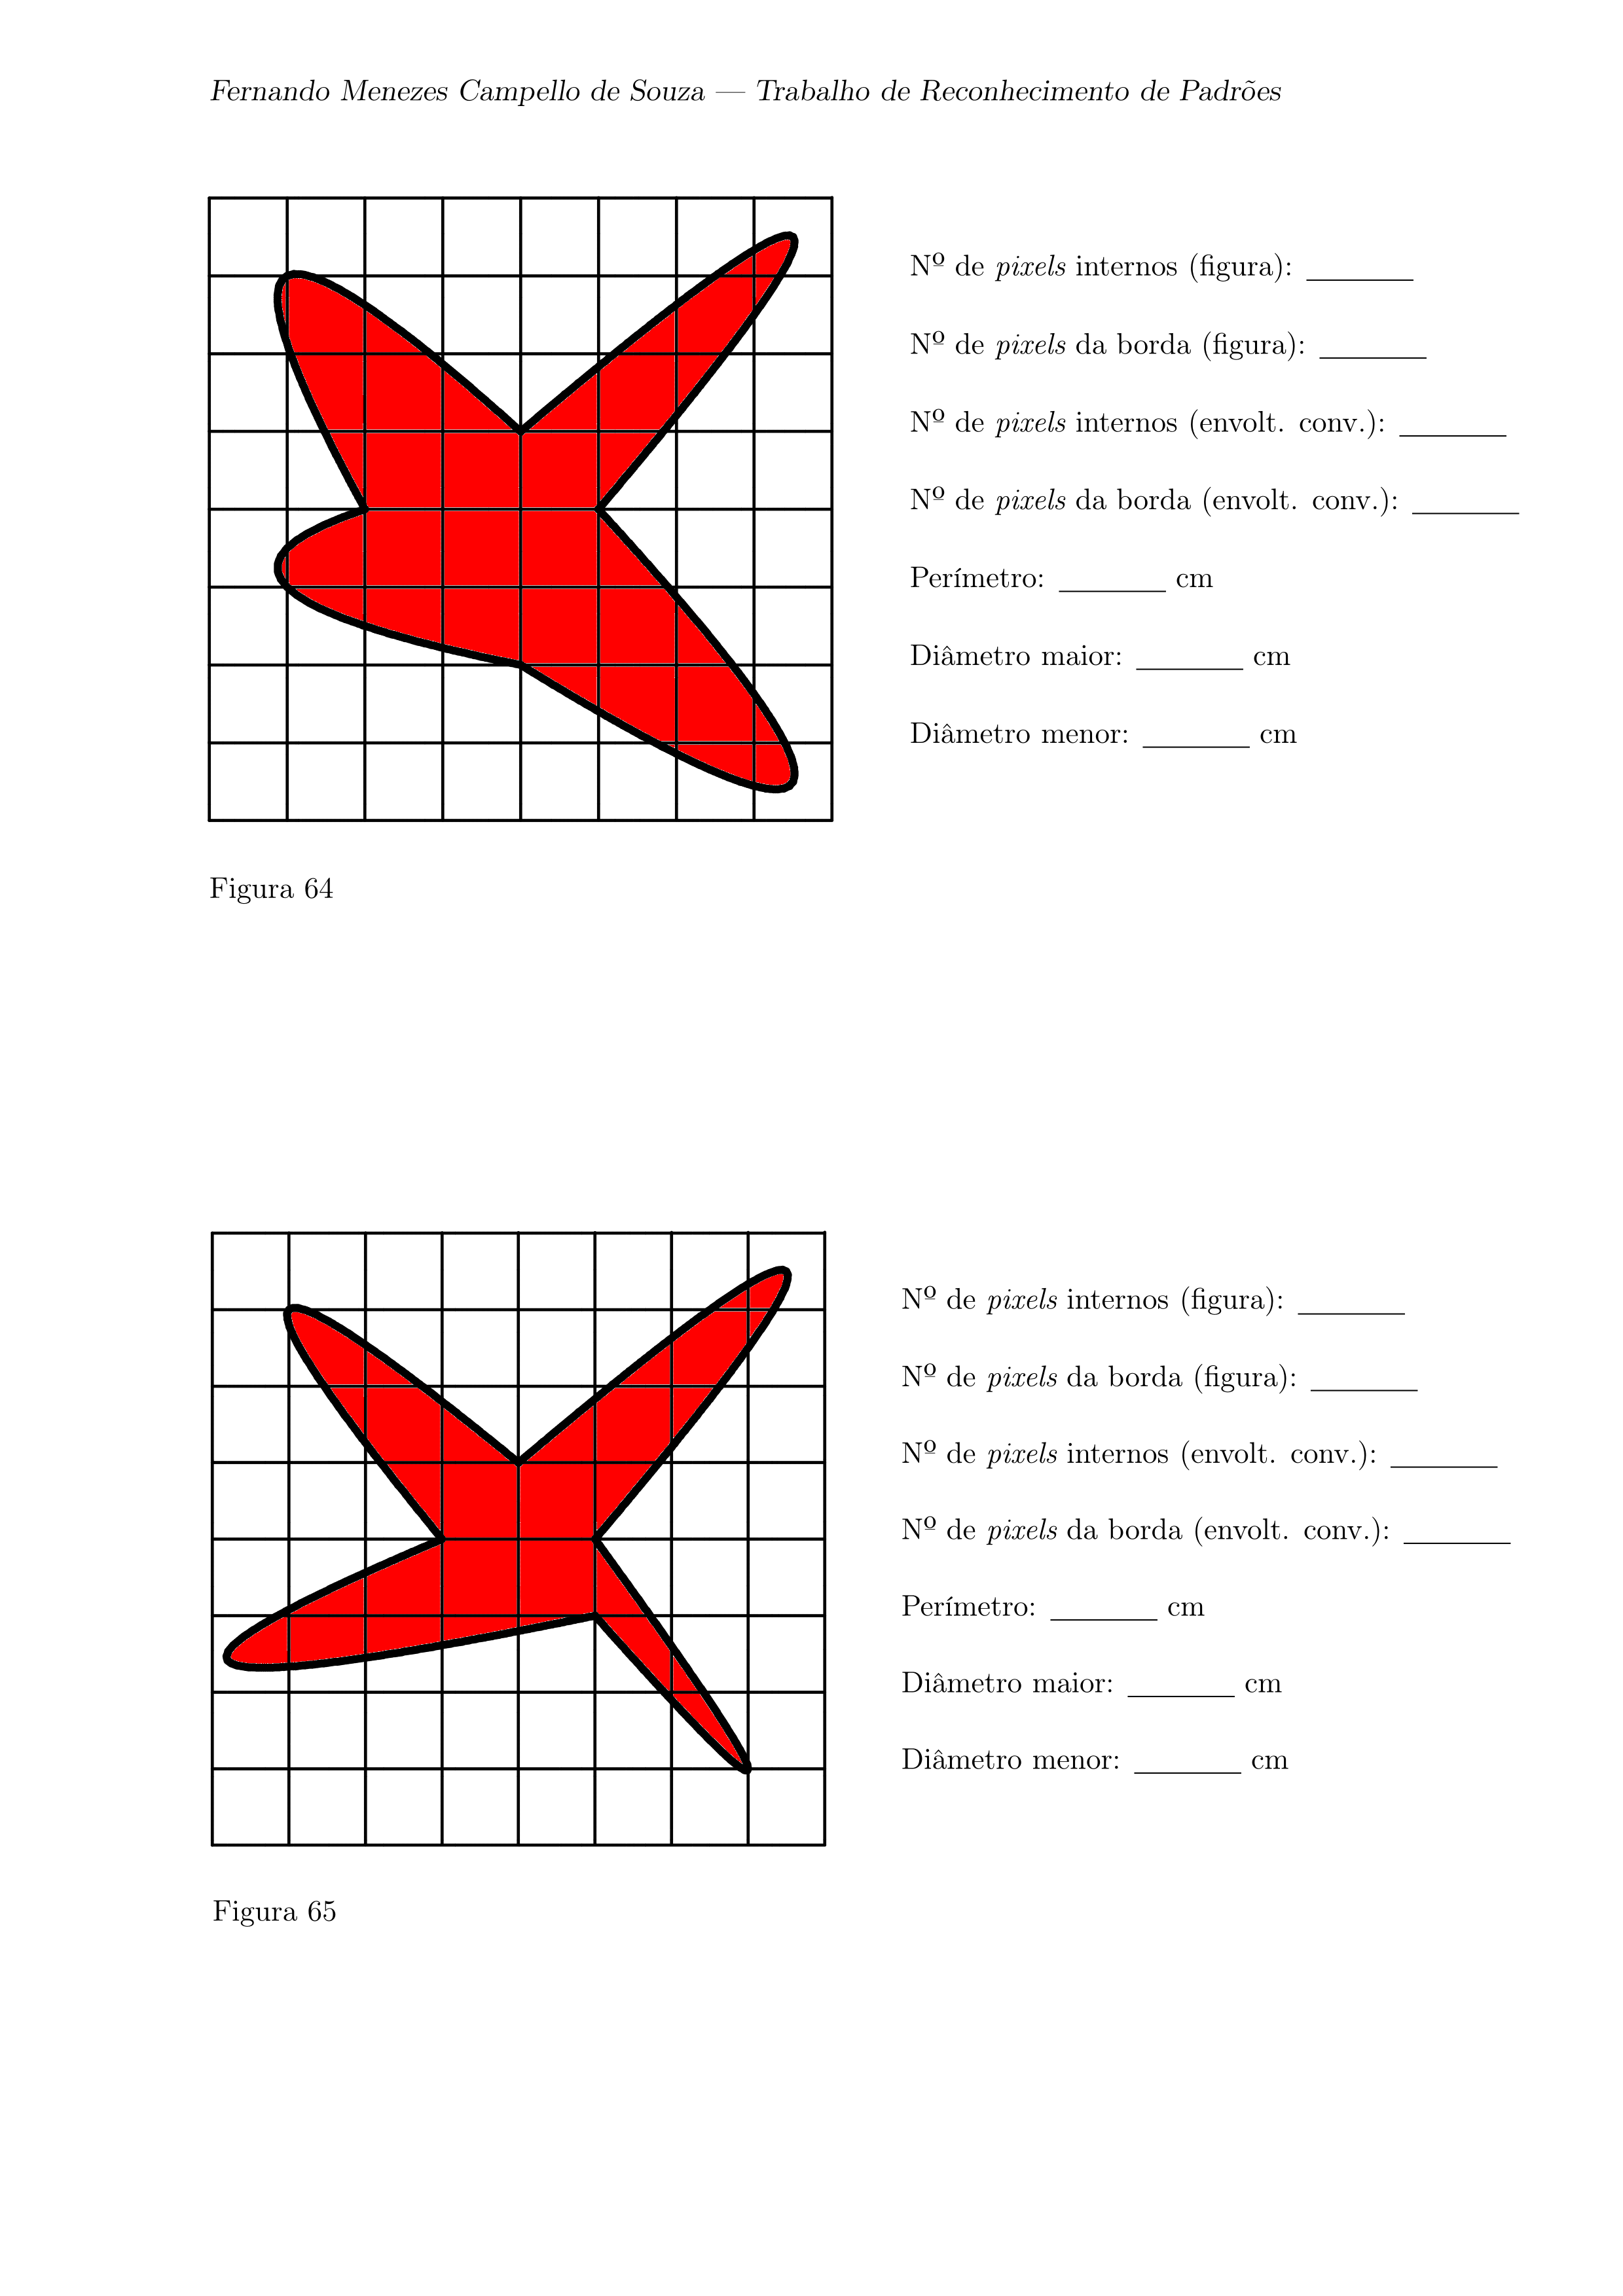 Fernando Menezes Campello de Souza — Trabalho de Reconhecimento de Padrões
Nº de pixels internos (figura): _______
Nº de pixels da borda (figura): _______
Nº de pixels internos (envolt. conv.): _______
Nº de pixels da borda (envolt. conv.): _______
Perímetro: _______ cm
Diâmetro maior: _______ cm
Diâmetro menor: _______ cm
Figura 64
Nº de pixels internos (figura): _______
Nº de pixels da borda (figura): _______
Nº de pixels internos (envolt. conv.): _______
Nº de pixels da borda (envolt. conv.): _______
Perímetro: _______ cm
Diâmetro maior: _______ cm
Diâmetro menor: _______ cm
Figura 65